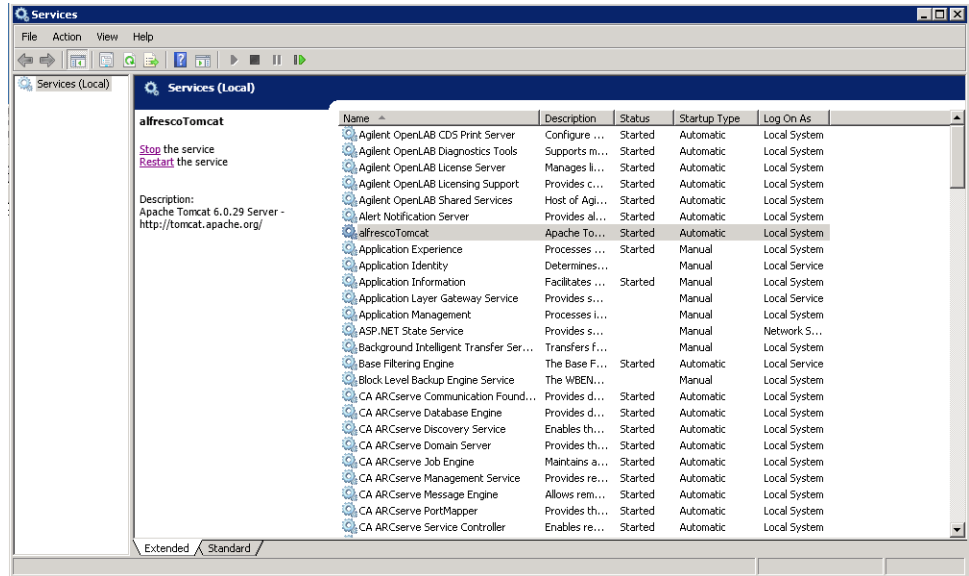 Services
File Action View Help
Services (Local)
Services (Local)
alfrescoTomcat
Stop the service
Restart the service
Description:
Apache Tomcat 6.0.29 Server -
http://tomcat.apache.org/
Name Description Status Startup Type Log On As
Agilent OpenLAB CDS Print Server Configure ... Started Automatic Local System
Agilent OpenLAB Diagnostics Tools Supports m... Started Automatic Local System
Agilent OpenLAB License Server Manages li... Started Automatic Local System
Agilent OpenLAB Licensing Support Provides c... Started Automatic Local System
Agilent OpenLAB Shared Services Host of Agi... Started Automatic Local System
Alert Notification Server Provides al... Started Automatic Local System
alfrescoTomcat Apache To... Started Automatic Local System
Application Experience Processes ... Started Manual Local System
Application Identity Determines... Manual Local Service
Application Information Facilitates ... Started Manual Local System
Application Layer Gateway Service Provides s... Manual Local Service
Application Management Processes i... Manual Local System
ASP.NET State Service Provides s... Manual Network S...
Background Intelligent Transfer Ser... Transfers f... Manual Local System
Base Filtering Engine The Base F... Started Automatic Local Service
Block Level Backup Engine Service The WBEN... Manual Local System
CA ARCserve Communication Found... Provides d... Started Automatic Local System
CA ARCserve Database Engine Provides d... Started Automatic Local System
CA ARCserve Discovery Service Enables th... Started Automatic Local System
CA ARCserve Domain Server Provides th... Started Automatic Local System
CA ARCserve Job Engine Maintains a... Started Automatic Local System
CA ARCserve Management Service Provides re... Started Automatic Local System
CA ARCserve Message Engine Allows rem... Started Automatic Local System
CA ARCserve PortMapper Provides th... Started Automatic Local System
CA ARCserve Service Controller Enables re... Started Automatic Local System
Extended Standard